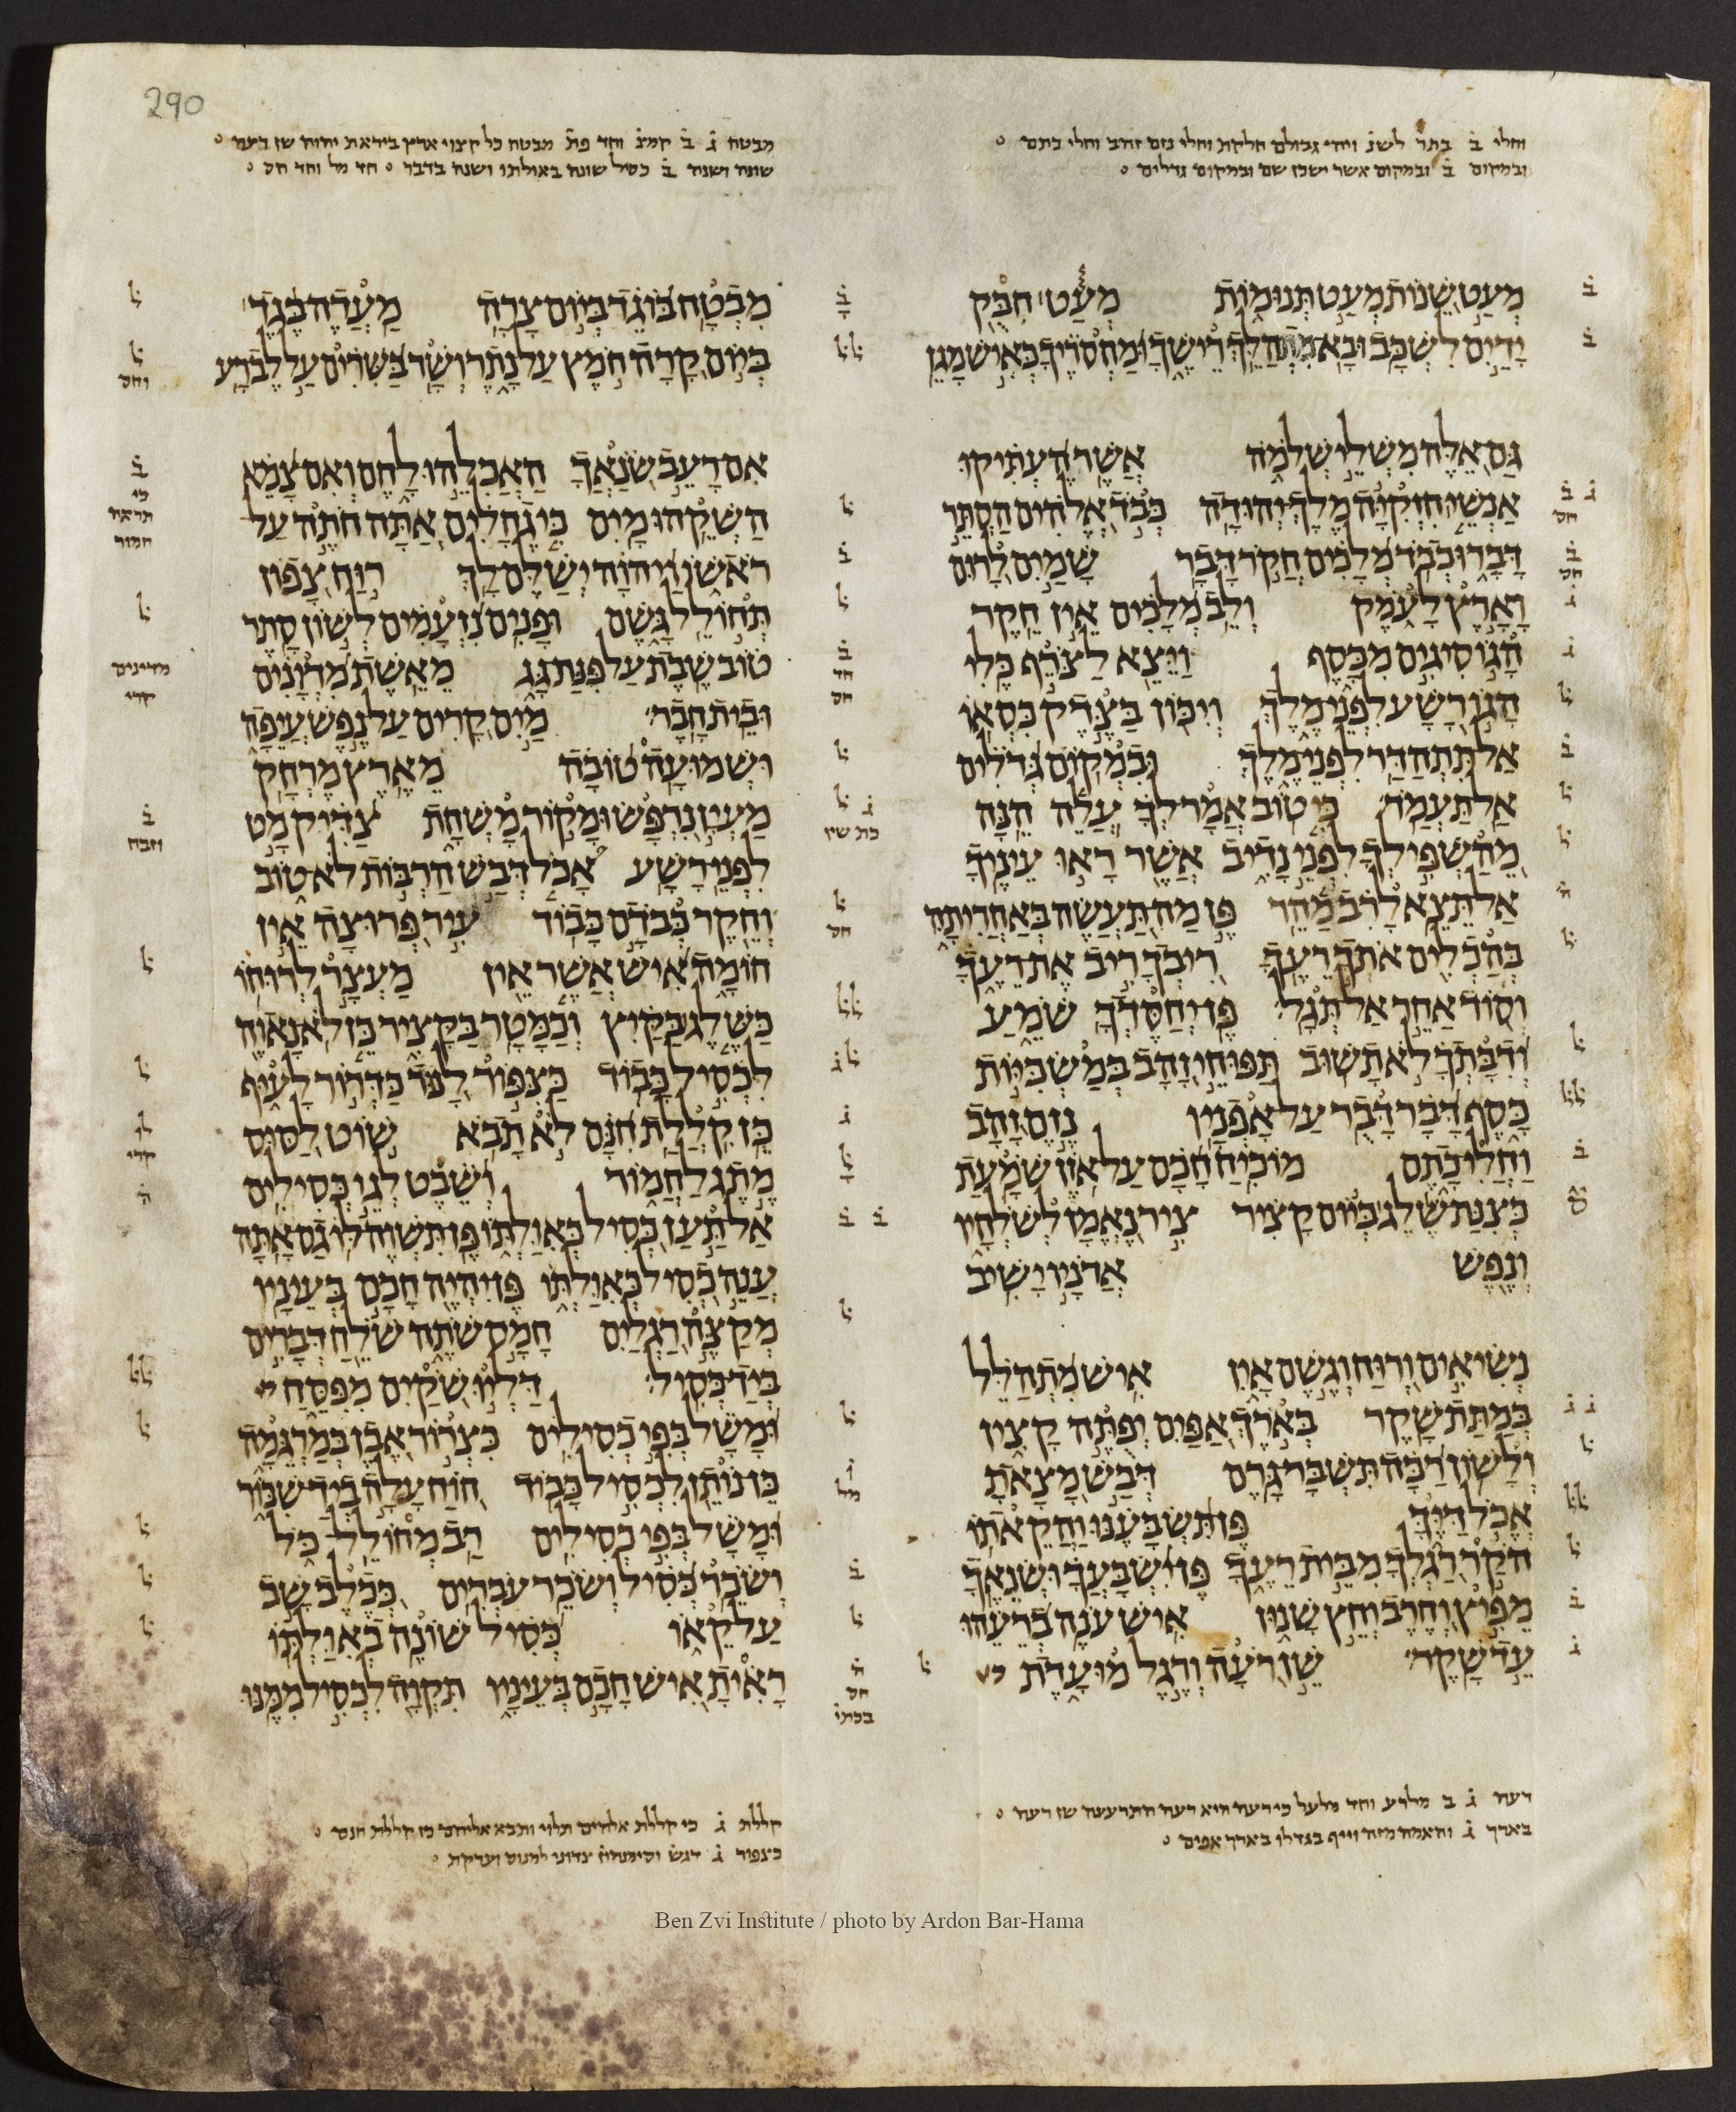 290
וחלי ב בתר לשנ ויהי גבולם חלקת וחלי נזם זהב וחלי כתם
ובמקום ב ובמקום אשר ישכן שם ובמקום גדלים
מעט שנות מעט תנומות מעט חבק
ידים לשכב ובא מתהלך רישך ומחסריך כאיש מגן
גם אלה משלי שלמה אשר העתיקו
אנשי חזקיה מלך יהודה כבד אלהים הסתר
דבר וכבד מלכים חקר דבר שמים לרום
וארץ לעמק ולב מלכים אין חקר
הגו סיגים מכסף ויצא לצרף כלי
הגו רשע לפני מלך ויכון בצדק כסאו
אל תתהדר לפני מלך ובמקום גדלים
אל תעמד כי טוב אמר לך עלה הנה
מהשפילך לפני נדיב אשר ראו עיניך
אל תצא לרב מהר פן מה תעשה באחריתה
בהכלים אתך רעך ריבך ריב את רעך
וסוד אחר אל תגל פן יחסדך שמע
ודבתך לא תשוב תפוחי זהב במשכיות
כסף דבר דבר על אפניו נזם זהב
וחלי כתם מוכיח חכם על אזן שמעת
כצנת שלג ביום קציר ציר נאמן לשלחיו
ונפש אדניו ישיב
נשיאים ורוח וגשם אין איש מתהלל
במתת שקר בארך אפים יפתה קצין
ולשון רכה תשבר גרם דבש מצאת
אכל דיך פן תשבענו והקאתו
הקר רגלך מבית רעך פן ישבעך ושנאך
מפיץ וחרב וחץ שנון איש ענה ברעהו
עד שקר שן רעה ורגל מועדת
רעה ג ב מלרע וחד מלעל כי רעה היא רעה התרעעה שן רעה
בארך ג וחאמה מזה וייף בגדלו בארך אפים
מבטח ג ב קמצ וחד פת מבטח כל קצוי ארץ ביראת יהוה שן רעה
שונה ושנה ב כסיל שונה באולתו ושנה בדבר חד מל וחד חס
מבטח בוגד ביום צרה מעדה בגד
ביום קרה חמץ על נתר ושר בשרים על לב רע
אם רעב שנאך האכלהו לחם ואם צמא
השקהו מים כי גחלים אתה חתה על
ראשו ויהוה ישלם לך רוח צפון
תחולל גשם ופנים נזעמים לשון סתר
טוב שבת על פנת גג מאשת מדונים
ובית חבר מים קרים על נפש עיפה
ושמועה טובה מארץ מרחק
מעין נרפש ומקור משחת צדיק מט
לפני רשע אכל דבש הרבות לא טוב
וחקר כבדם כבוד עיר פרוצה אין
חומה איש אשר אין מעצר לרוחו
כשלג בקיץ וכמטר בקציר כן לא נאוה
לכסיל כבוד כצפור לנוד כדרור לעוף
כן קללת חנם לא תבא שוט לסוס
מתג לחמור ושבט לגו כסילים
אל תען כסיל כאולתו פן תשוה לו גם אתה
ענה כסיל כאולתו פן יהיה חכם בעיניו
מקצה רגלים חמס שתה שלח דברים
ביד כסיל דליו שקים מפסח
ומשל בפי כסילים כצרור אבן במרגמה
כן נותן לכסיל כבוד חוח עלה ביד שכור
ומשל בפי כסילים רב מחולל כל
ושכר כסיל ושכר עברים ככלב שב
על קאו כסיל שונה באולתו
ראית איש חכם בעיניו תקוה לכסיל ממנו
קללת ג כי קללת אלהים תלוי ותבא אליהם כן קללת חנם
כצפור ג דגש
Ben Zvi Institute / photo by Ardon Bar-Hama